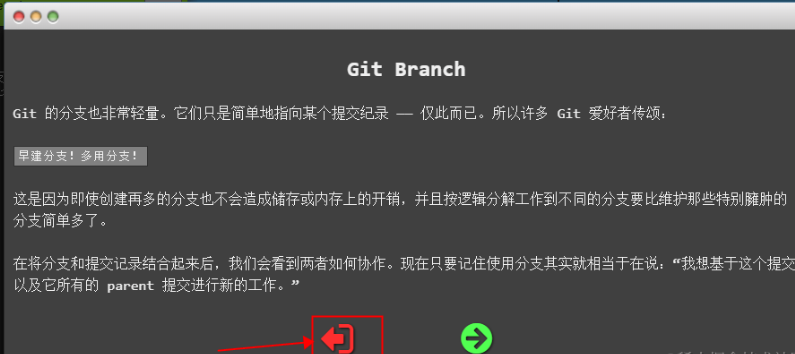 Git Branch
Git 的分支也非常轻量。它们只是简单地指向某个提交纪录 —— 仅此而已。所以许多 Git 爱好者传颂：
早建分支！多用分支！
这是因为即使创建再多的分支也不会造成储存或内存上的开销，并且按逻辑分解工作到不同的分支要比维护那些特别臃肿的
分支简单多了。
在将分支和提交记录结合起来后，我们会看到两者如何协作。现在只要记住使用分支其实就相当于在说：“我想基于这个提交
以及它所有的 parent 提交进行新的工作。”